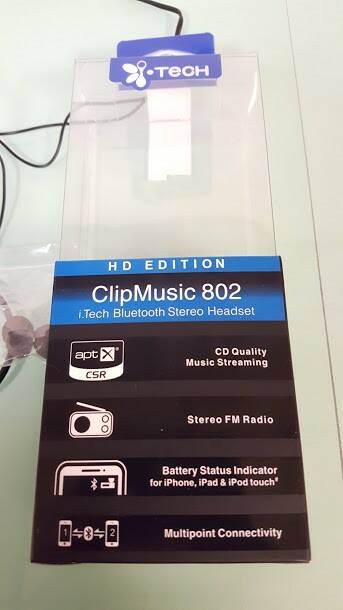 i·TECH
HD EDITION
ClipMusic 802
i.Tech Bluetooth Stereo Headset
aptX®
CSR
CD Quality
Music Streaming
Stereo FM Radio
Battery Status Indicator
for iPhone, iPad & iPod touch#
1 2
Multipoint Connectivity